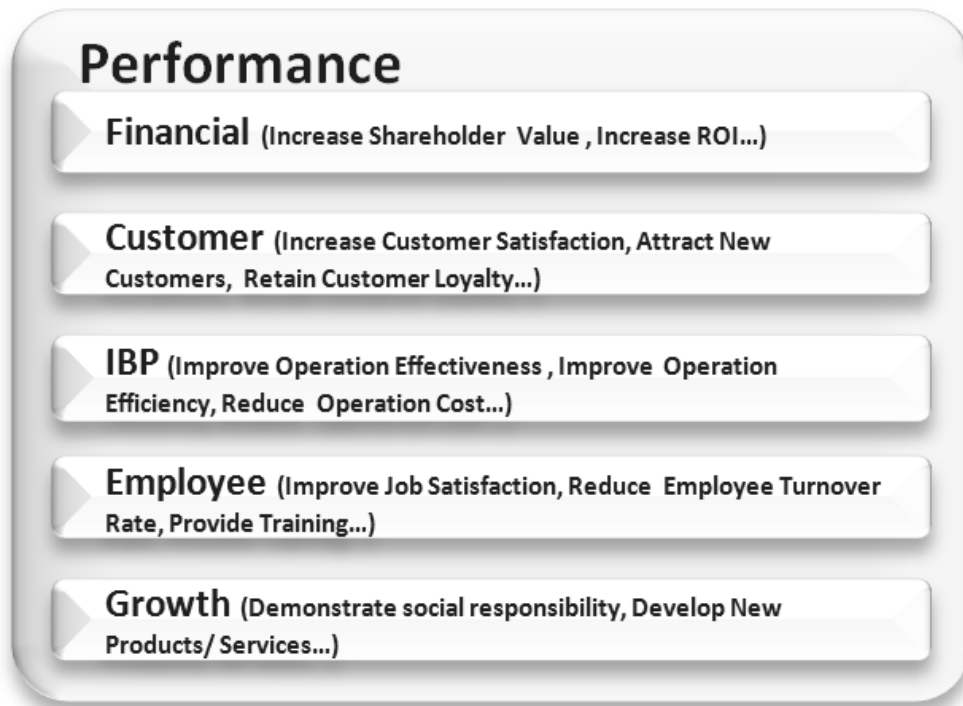 Performance
Financial (Increase Shareholder Value , Increase ROI...)
Customer (Increase Customer Satisfaction, Attract New
Customers, Retain Customer Loyalty...)
IBP (Improve Operation Effectiveness , Improve Operation
Efficiency, Reduce Operation Cost...)
Employee (Improve Job Satisfaction, Reduce Employee Turnover
Rate, Provide Training...)
Growth (Demonstrate social responsibility, Develop New
Products/ Services...)